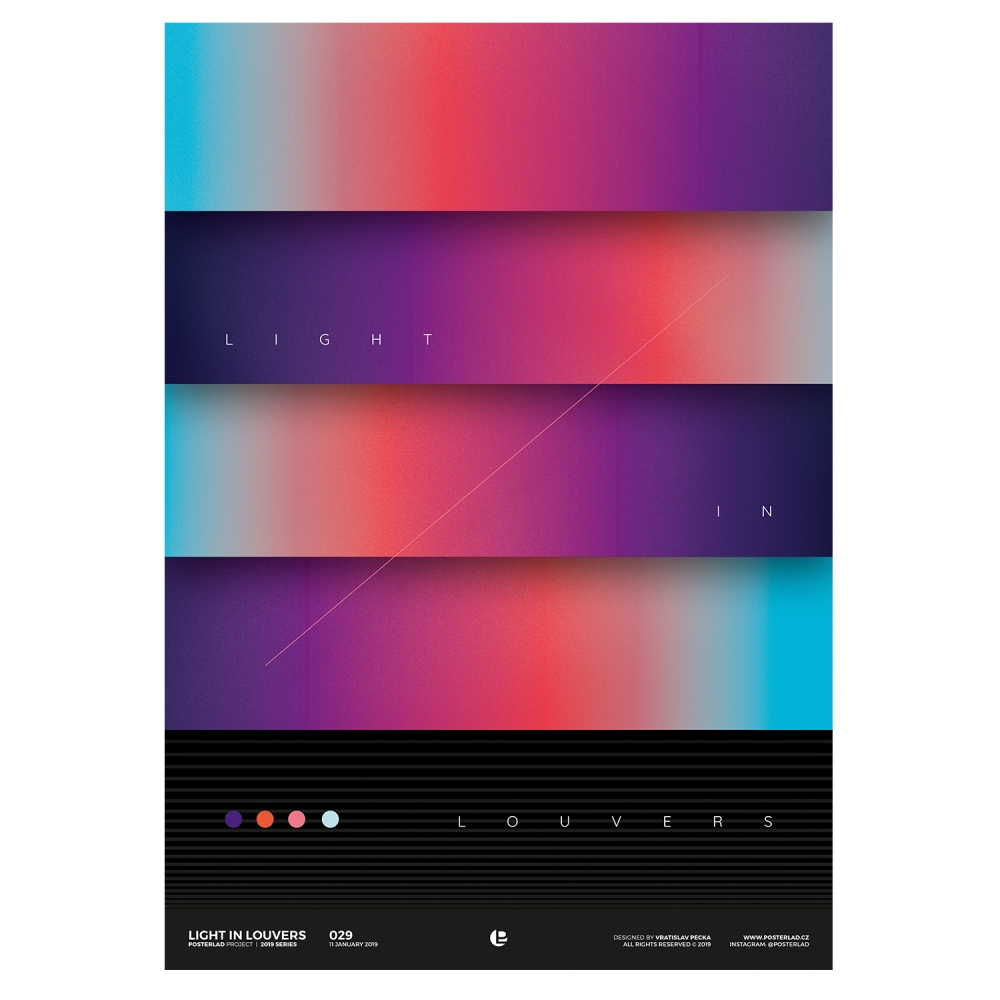 L I G H T
I N
L O U V E R S
LIGHT IN LOUVERS
POSTERLAD PROJECT | 2019 SERIES
029
11 JANUARY 2019
DESIGNED BY VRATISLAV PECKA
ALL RIGHTS RESERVED © 2019
WWW.POSTERLAD.CZ
INSTAGRAM: @POSTERLAD